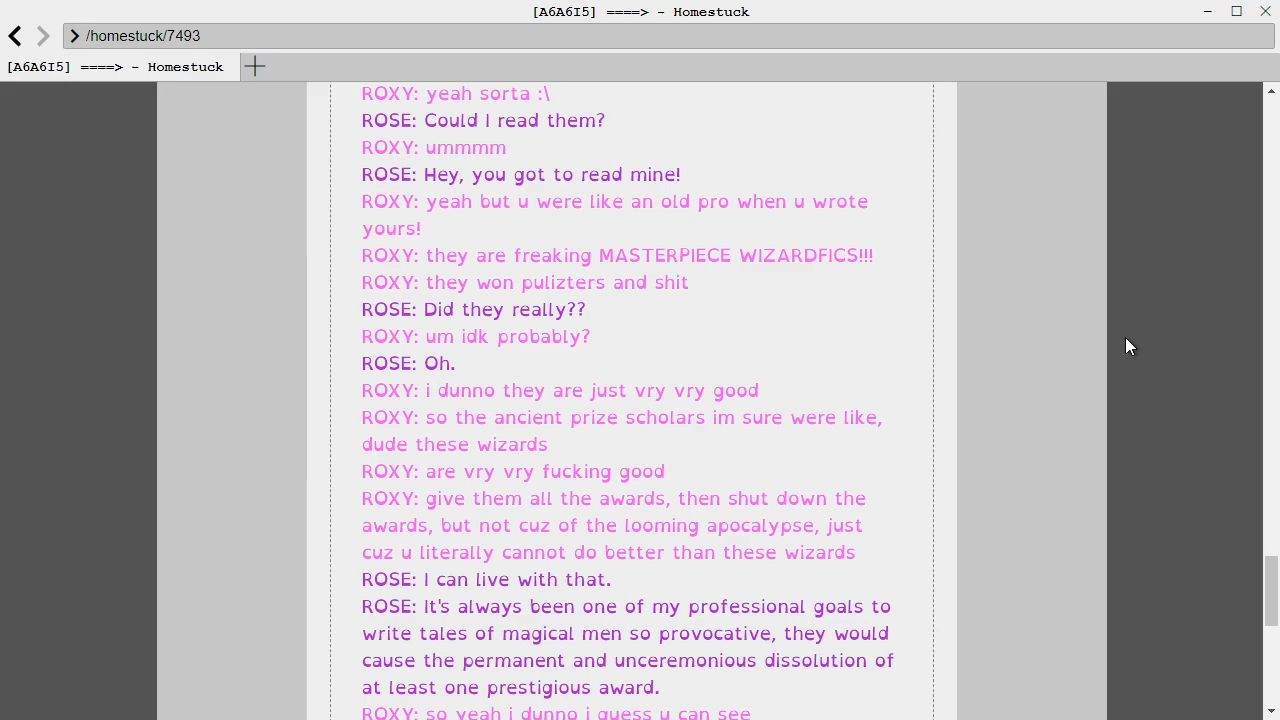 [A6A6I5] ====> - Homestuck
/homestuck/7493
[A6A6I5] ====> - Homestuck
ROXY: yeah sorta :\
ROSE: Could I read them?
ROXY: ummmm
ROSE: Hey, you got to read mine!
ROXY: yeah but u were like an old pro when u wrote
yours!
ROXY: they are freaking MASTERPIECE WIZARDFICS!!!
ROXY: they won pulizters and shit
ROSE: Did they really??
ROXY: um idk probably?
ROSE: Oh.
ROXY: i dunno they are just vry vry good
ROXY: so the ancient prize scholars im sure were like,
dude these wizards
ROXY: are vry vry fucking good
ROXY: give them all the awards, then shut down the
awards, but not cuz of the looming apocalypse, just
cuz u literally cannot do better than these wizards
ROSE: I can live with that.
ROSE: It's always been one of my professional goals to
write tales of magical men so provocative, they would
cause the permanent and unceremonious dissolution of
at least one prestigious award.
ROXY: so yeah i dunno i guess u can see